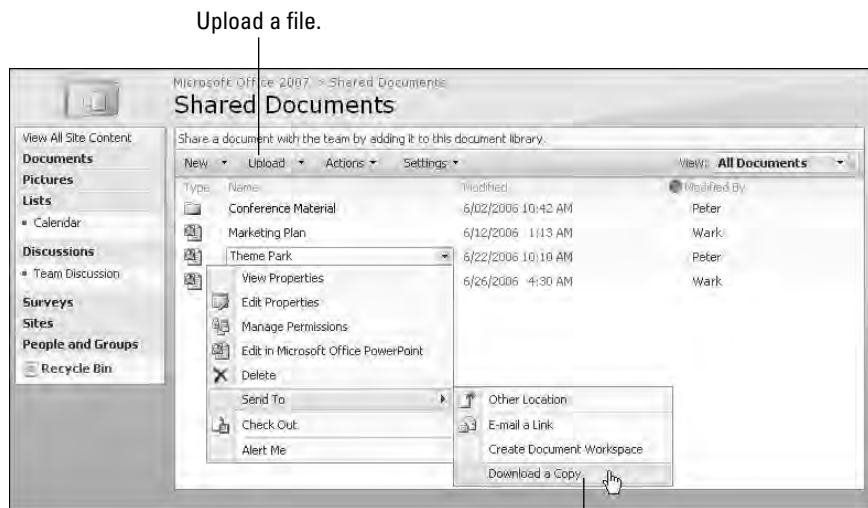 Upload a file.
Microsoft Office 2007 > Shared Documents
Shared Documents
View All Site Content
Documents
Pictures
Lists
Calendar
Discussions
Team Discussion
Surveys
Sites
People and Groups
Recycle Bin
Share a document with the team by adding it to this document library.
New Upload Actions Settings View: All Documents
Type Name Modified Modified By
Conference Material 6/02/2006 10:42 AM Peter
Marketing Plan 6/12/2006 1:13 AM Wark
Theme Park 6/22/2006 10:10 AM Peter
6/26/2006 4:30 AM Wark
View Properties
Edit Properties
Manage Permissions
Edit in Microsoft Office PowerPoint
Delete
Send To
Check Out
Alert Me
Other Location
E-mail a Link
Create Document Workspace
Download a Copy